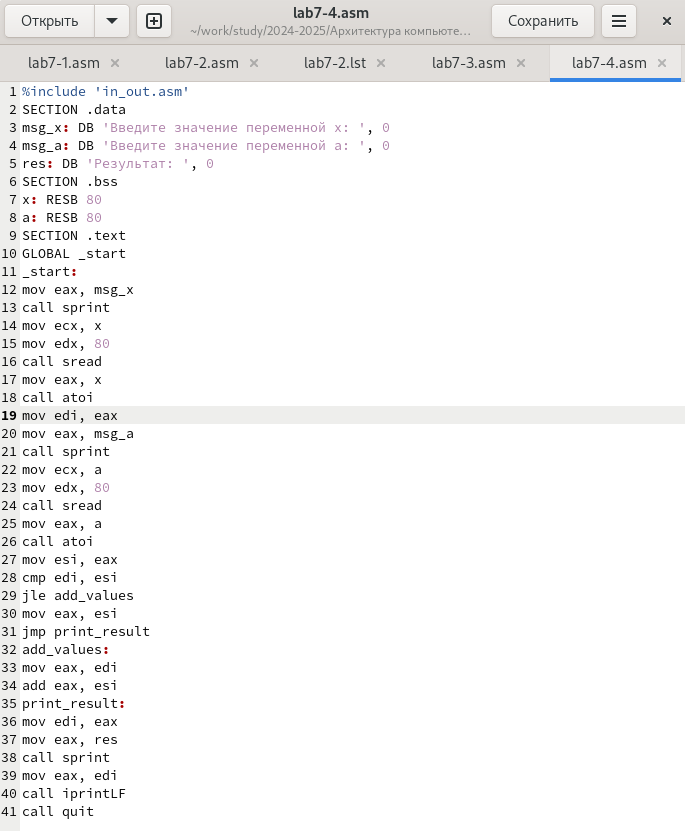 Открыть
lab7-4.asm
~/work/study/2024-2025/Архитектура компьюте…
Сохранить
lab7-1.asm
lab7-2.asm
lab7-2.lst
lab7-3.asm
lab7-4.asm
1 %include 'in_out.asm'
2 SECTION .data
3 msg_x: DB 'Введите значение переменной x: ', 0
4 msg_a: DB 'Введите значение переменной a: ', 0
5 res: DB 'Результат: ', 0
6 SECTION .bss
7 x: RESB 80
8 a: RESB 80
9 SECTION .text
10 GLOBAL _start
11 _start:
12 mov eax, msg_x
13 call sprint
14 mov ecx, x
15 mov edx, 80
16 call sread
17 mov eax, x
18 call atoi
19 mov edi, eax
20 mov eax, msg_a
21 call sprint
22 mov ecx, a
23 mov edx, 80
24 call sread
25 mov eax, a
26 call atoi
27 mov esi, eax
28 cmp edi, esi
29 jle add_values
30 mov eax, esi
31 jmp print_result
32 add_values:
33 mov eax, edi
34 add eax, esi
35 print_result:
36 mov edi, eax
37 mov eax, res
38 call sprint
39 mov eax, edi
40 call iprintLF
41 call quit